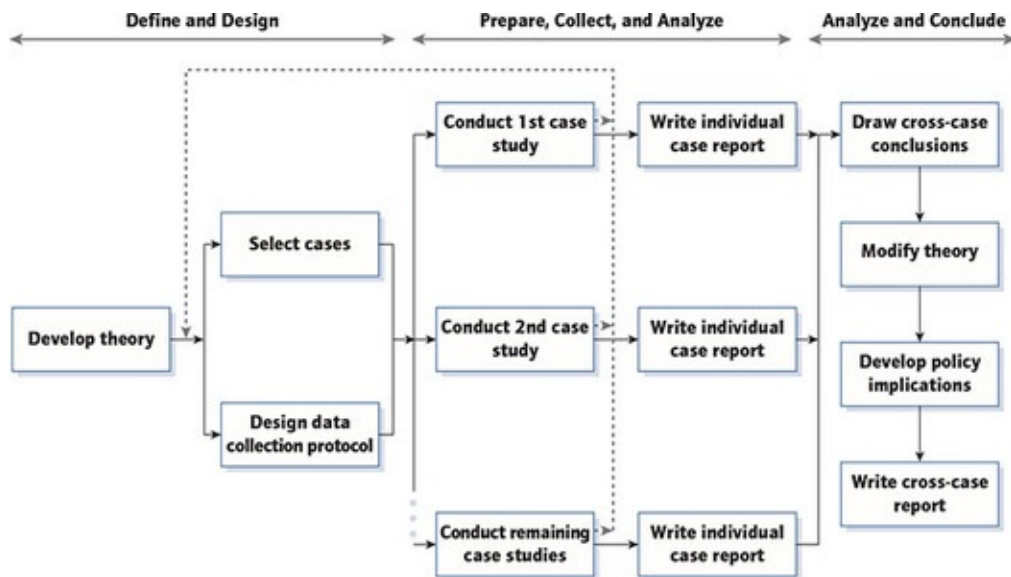 Define and Design
Prepare, Collect, and Analyze
Analyze and Conclude
Develop theory
Select cases
Design data
collection protocol
Conduct 1st case
study
Write individual
case report
Conduct 2nd case
study
Write individual
case report
Conduct remaining
case studies
Write individual
case report
Draw cross-case
conclusions
Modify theory
Develop policy
implications
Write cross-case
report